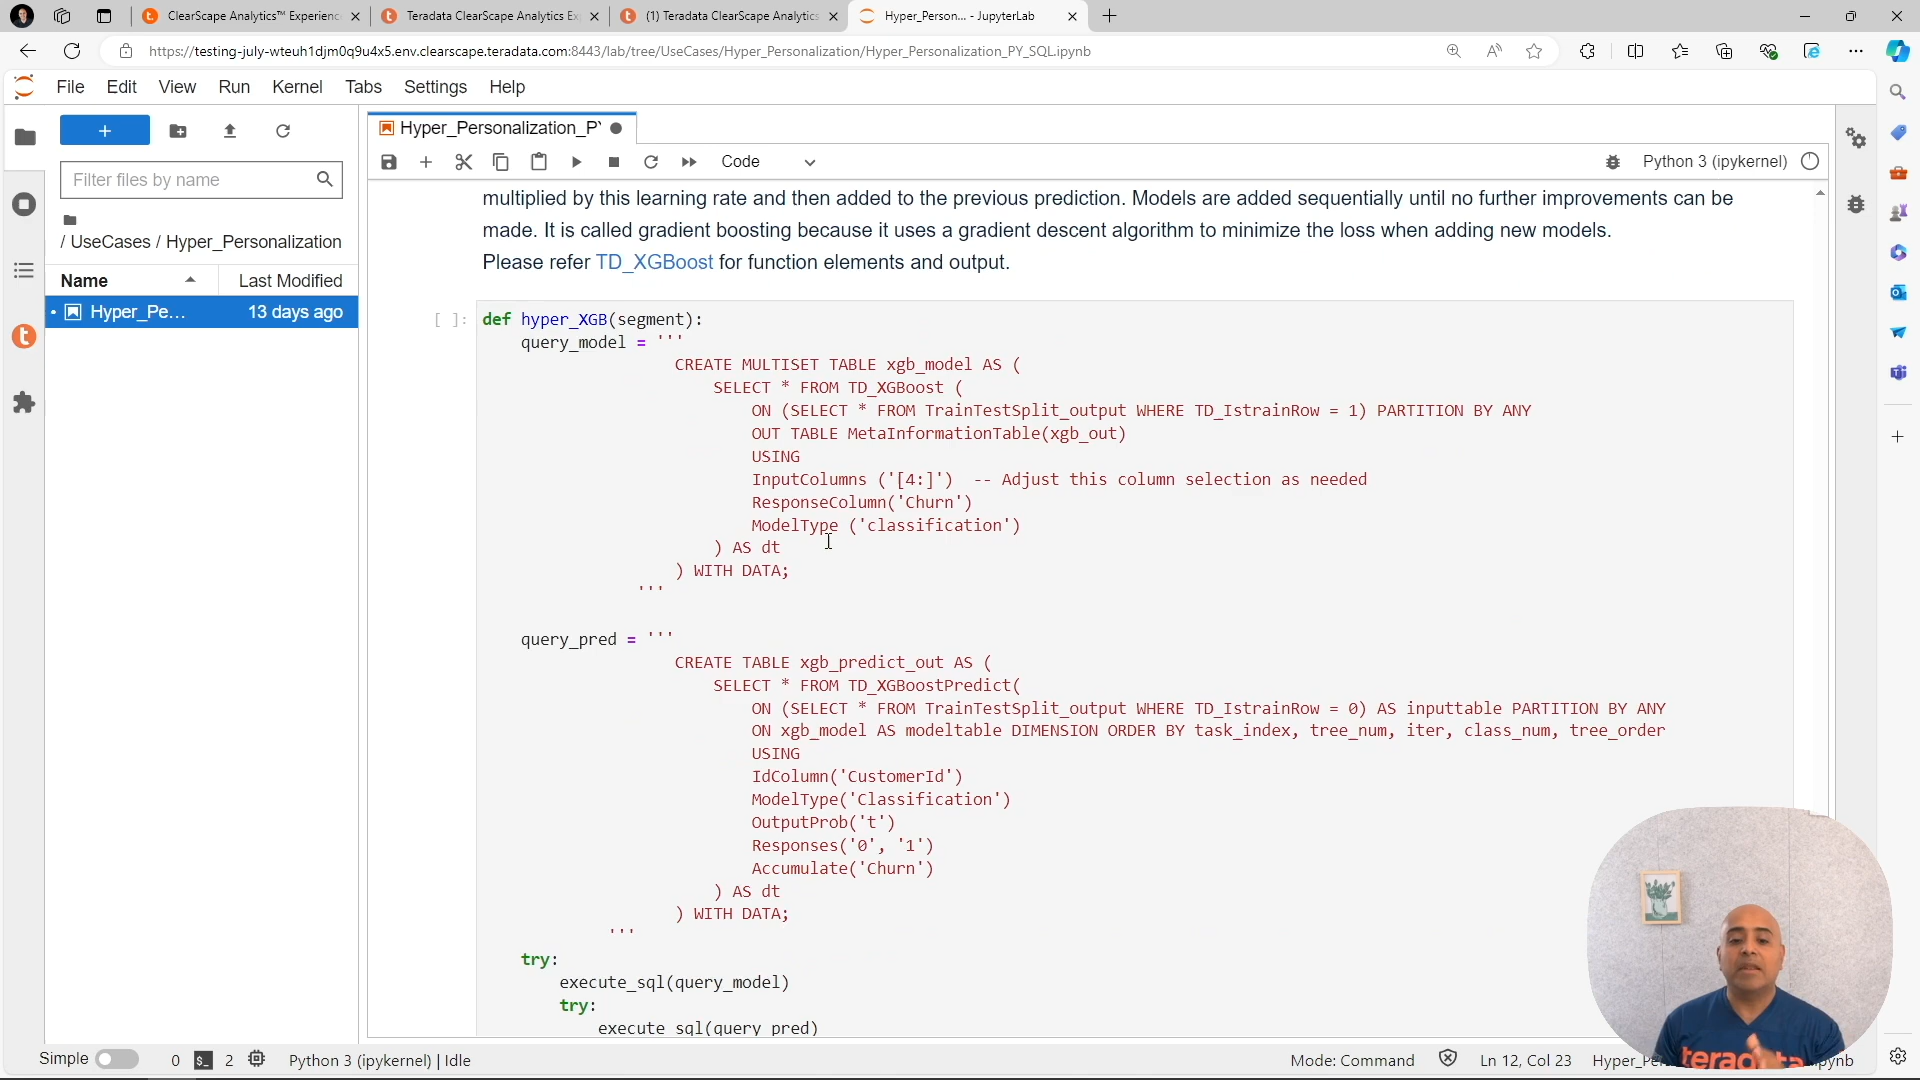 ClearScape Analytics™ Experienc
Teradata ClearScape Analytics Ex
(1) Teradata ClearScape Analytics
Hyper_Person... - JupyterLab
https://testing-july-wteuh1djm0q9u4x5.env.clearscape.teradata.com:8443/lab/tree/UseCases/Hyper_Personalization/Hyper_Personalization_PY_SQL.ipynb
File Edit View Run Kernel Tabs Settings Help
Hyper_Personalization_P
Filter files by name
Code
Python 3 (ipykernel)
/ UseCases / Hyper_Personalization
Name Last Modified
Hyper_Pe... 13 days ago
multiplied by this learning rate and then added to the previous prediction. Models are added sequentially until no further improvements can be
made. It is called gradient boosting because it uses a gradient descent algorithm to minimize the loss when adding new models.
Please refer TD_XGBoost for function elements and output.
[ ]: def hyper_XGB(segment):
query_model = '''
CREATE MULTISET TABLE xgb_model AS (
SELECT * FROM TD_XGBoost (
ON (SELECT * FROM TrainTestSplit_output WHERE TD_IstrainRow = 1) PARTITION BY ANY
OUT TABLE MetaInformationTable(xgb_out)
USING
InputColumns ('[4:]') -- Adjust this column selection as needed
ResponseColumn('Churn')
ModelType ('classification')
) AS dt
) WITH DATA;
'''
query_pred = '''
CREATE TABLE xgb_predict_out AS (
SELECT * FROM TD_XGBoostPredict(
ON (SELECT * FROM TrainTestSplit_output WHERE TD_IstrainRow = 0) AS inputtable PARTITION BY ANY
ON xgb_model AS modeltable DIMENSION ORDER BY task_index, tree_num, iter, class_num, tree_order
USING
IdColumn('CustomerId')
ModelType('Classification')
OutputProb('t')
Responses('0', '1')
Accumulate('Churn')
) AS dt
) WITH DATA;
'''
try:
execute_sql(query_model)
try:
execute_sql(query_pred)
Simple 0 2 Python 3 (ipykernel) | Idle
Mode: Command Ln 12, Col 23 Hyper_Pe ipynb
teradata